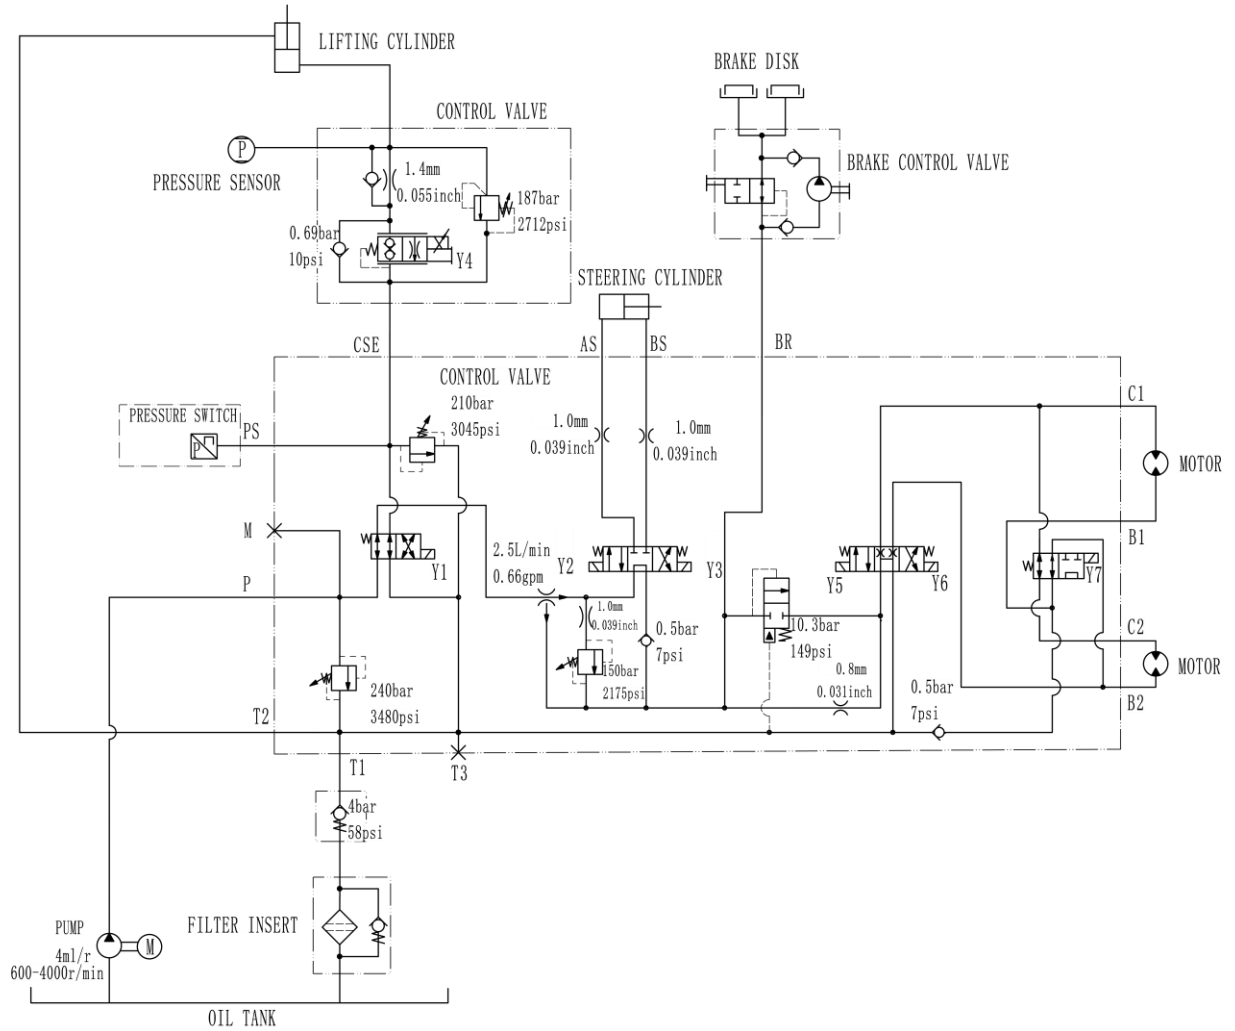 LIFTING CYLINDER
BRAKE DISK
CONTROL VALVE
P
PRESSURE SENSOR
1.4mm
0.055inch
187bar
2712psi
BRAKE CONTROL VALVE
0.69bar
10psi
Y4
STEERING CYLINDER
CSE
AS
BS
BR
CONTROL VALVE
210bar
3045psi
PRESSURE SWITCH
PS
P
1.0mm
0.039inch
1.0mm
0.039inch
C1
MOTOR
M
B1
2.5L/min
0.66gpm
Y1
Y2
Y3
Y5
Y6
Y7
P
1.0mm
0.039inch
0.5bar
7psi
10.3bar
149psi
C2
MOTOR
150bar
2175psi
0.8mm
0.031inch
0.5bar
7psi
B2
240bar
3480psi
T2
T1
T3
4bar
58psi
FILTER INSERT
PUMP
M
4ml/r
600-4000r/min
OIL TANK